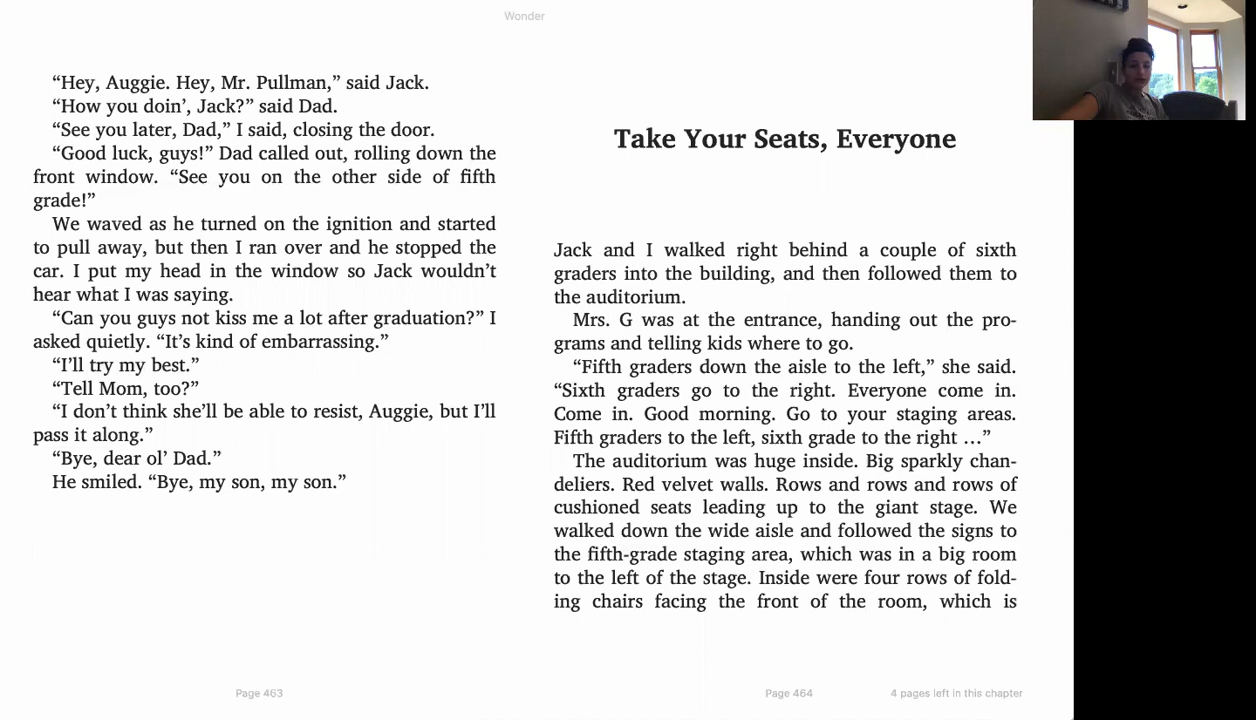 Wonder
“Hey, Auggie. Hey, Mr. Pullman,” said Jack.
“How you doin’, Jack?” said Dad.
“See you later, Dad,” I said, closing the door.
“Good luck, guys!” Dad called out, rolling down the
front window. “See you on the other side of fifth
grade!”
We waved as he turned on the ignition and started
to pull away, but then I ran over and he stopped the
car. I put my head in the window so Jack wouldn’t
hear what I was saying.
“Can you guys not kiss me a lot after graduation?” I
asked quietly. “It’s kind of embarrassing.”
“I’ll try my best.”
“Tell Mom, too?”
“I don’t think she’ll be able to resist, Auggie, but I’ll
pass it along.”
“Bye, dear ol’ Dad.”
He smiled. “Bye, my son, my son.”
Page 463
Take Your Seats, Everyone
Jack and I walked right behind a couple of sixth
graders into the building, and then followed them to
the auditorium.
Mrs. G was at the entrance, handing out the pro-
grams and telling kids where to go.
“Fifth graders down the aisle to the left,” she said.
“Sixth graders go to the right. Everyone come in.
Come in. Good morning. Go to your staging areas.
Fifth graders to the left, sixth grade to the right …”
The auditorium was huge inside. Big sparkly chan-
deliers. Red velvet walls. Rows and rows and rows of
cushioned seats leading up to the giant stage. We
walked down the wide aisle and followed the signs to
the fifth-grade staging area, which was in a big room
to the left of the stage. Inside were four rows of fold-
ing chairs facing the front of the room, which is
Page 464
4 pages left in this chapter